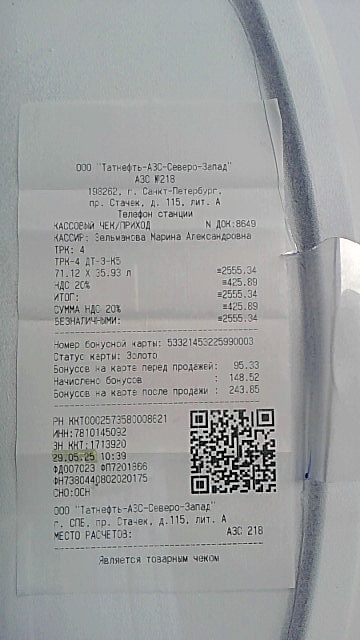 ООО "Татнефть-АЗС-Северо-Запад"
АЗС №218
198262, г. Санкт-Петербург,
пр. Стачек, д. 115, лит. А
Телефон станции
КАССОВЫЙ ЧЕК/ПРИХОД N ДОК:8649
КАССИР: Зельманова Марина Александровна
ТРК: 4
ТРК-4 ДТ-3-К5
71.12 X 35.93 л =2555.34
НДС 20% =425.89
ИТОГ: =2555.34
СУММА НДС 20% =425.89
БЕЗНАЛИЧНЫМИ: =2555.34
Номер бонусной карты: 53321453225990003
Статус карты: Золото
Бонусов на карте перед продажей: 95.33
Начислено бонусов : 148.52
Бонусов на карте после продажи : 243.85
РН ККТ0002573580008621
ИНН:7810145092
ЗН ККТ:1713920
29.05.25 10:39
ФД007023 ФП7201866
ФН7380440802020175
СНО:ОСН
ООО "Татнефть-АЗС-Северо-Запад"
г. СПБ, пр. Стачек, д.115, лит. А
МЕСТО РАСЧЕТОВ: АЗС 218
Является товарным чеком